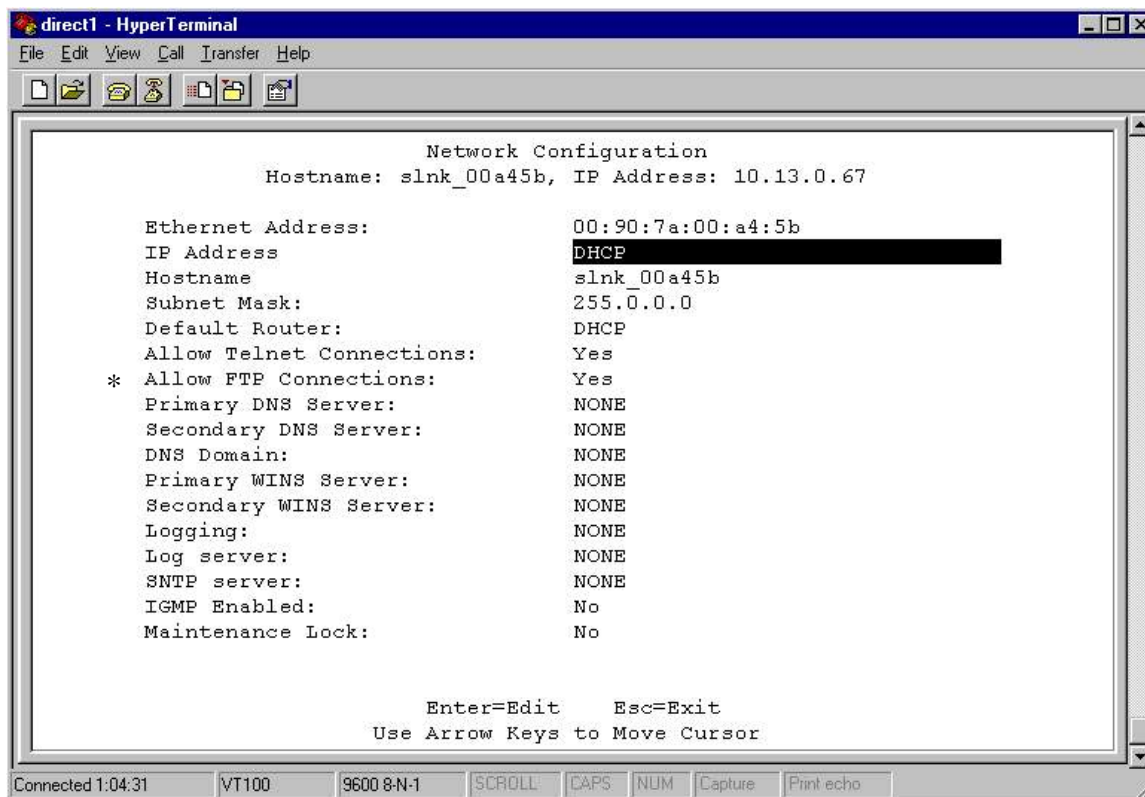 direct1 - HyperTerminal
File Edit View Call Transfer Help
Network Configuration
Hostname: slnk_00a45b, IP Address: 10.13.0.67
Ethernet Address: 00:90:7a:00:a4:5b
IP Address DHCP
Hostname slnk_00a45b
Subnet Mask: 255.0.0.0
Default Router: DHCP
Allow Telnet Connections: Yes
* Allow FTP Connections: Yes
Primary DNS Server: NONE
Secondary DNS Server: NONE
DNS Domain: NONE
Primary WINS Server: NONE
Secondary WINS Server: NONE
Logging: NONE
Log server: NONE
SNTP server: NONE
IGMP Enabled: No
Maintenance Lock: No
Enter=Edit Esc=Exit
Use Arrow Keys to Move Cursor
Connected 1:04:31 VT100 9600 8-N-1 SCROLL CAPS NUM Capture Print echo